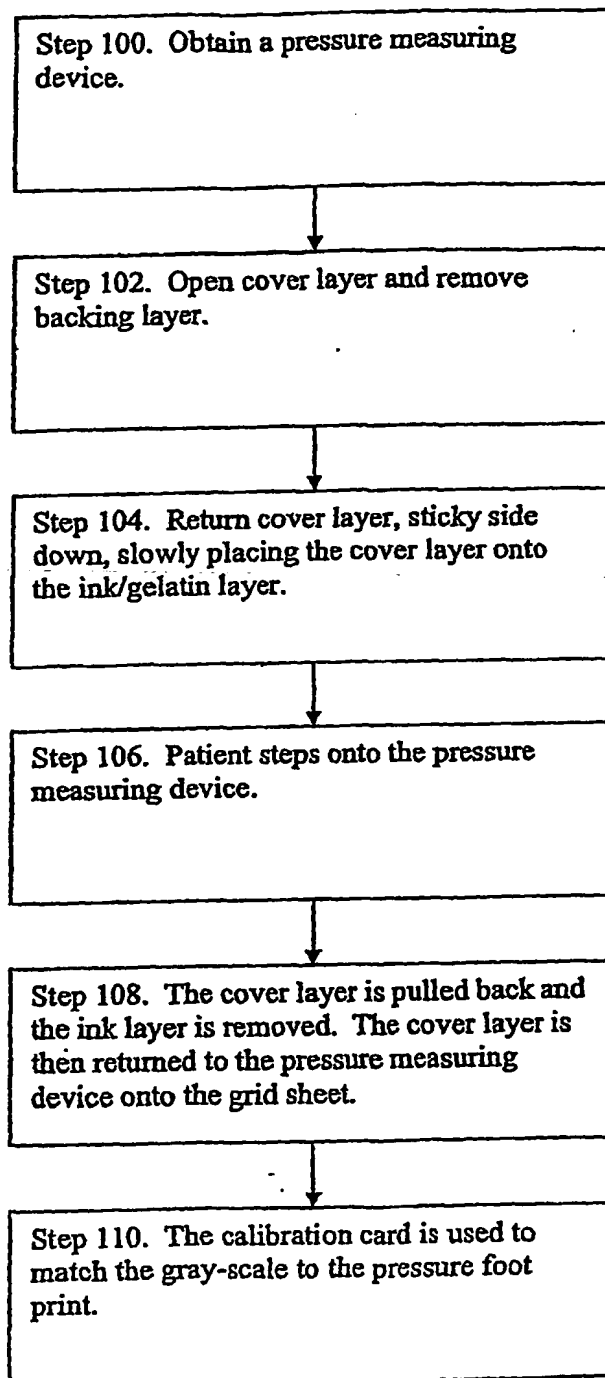 Step 100. Obtain a pressure measuring
device.
Step 102. Open cover layer and remove
backing layer.
Step 104. Return cover layer, sticky side
down, slowly placing the cover layer onto
the ink/gelatin layer.
Step 106. Patient steps onto the pressure
measuring device.
Step 108. The cover layer is pulled back and
the ink layer is removed. The cover layer is
then returned to the pressure measuring
device onto the grid sheet.
Step 110. The calibration card is used to
match the gray-scale to the pressure foot
print.